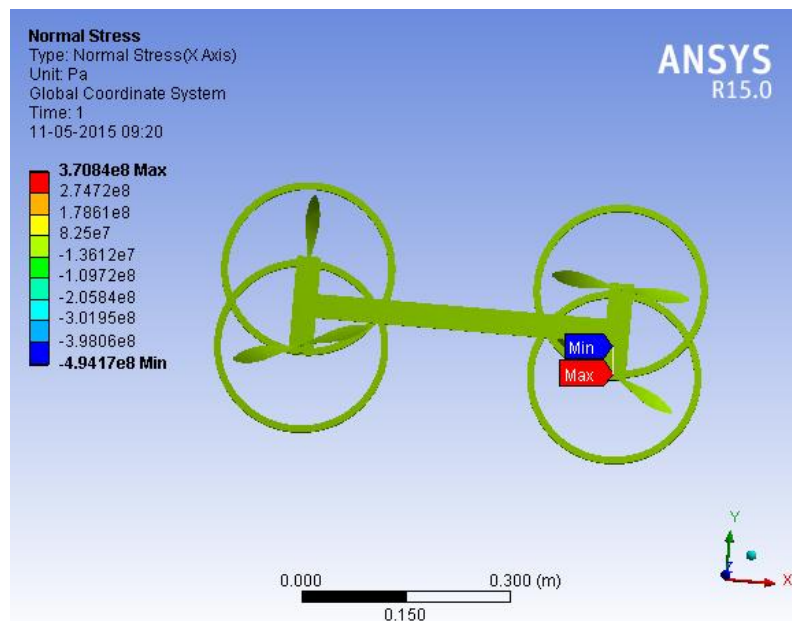 Normal Stress
Type: Normal Stress(X Axis)
Unit: Pa
Global Coordinate System
Time: 1
11-05-2015 09:20
ANSYS
R15.0
3.7084e8 Max
2.7472e8
1.7861e8
8.25e7
-1.3612e7
-1.0972e8
-2.0584e8
-3.0195e8
-3.9806e8
-4.9417e8 Min
Min
Max
Y
Z
X
0.000
0.300 (m)
0.150